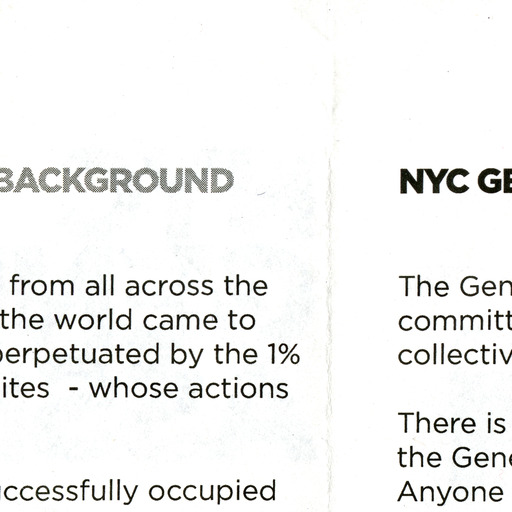 BACKGROUND
from all across the
the world came to
perpetuated by the 1%
ites - whose actions
successfully occupied
NYC GE
The Gen
committ
collectiv
There is
the Gene
Anyone